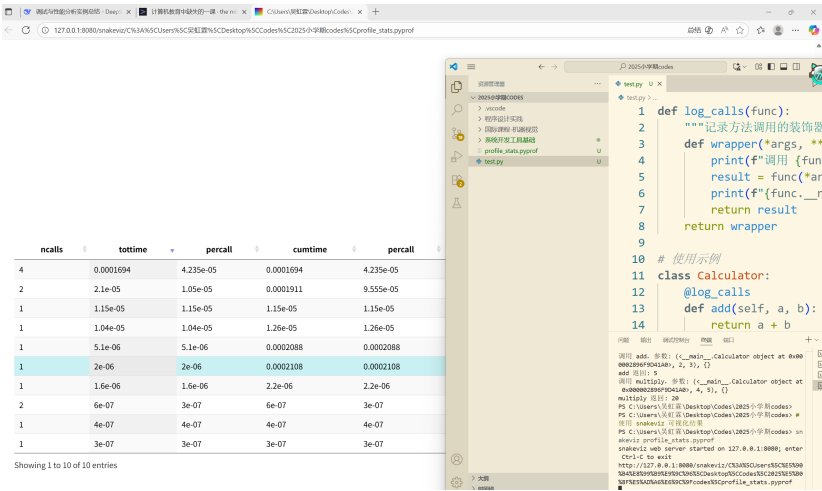 调试与性能分析实例总结 - Deep
计算机教育中缺失的一课 · the m
C:\Users\吴虹霖\Desktop\Codes\
127.0.0.1:8080/snakeviz/C%3A%5CUsers%5C吴虹霖%5CDesktop%5CCodes%5C2025小学期codes%5Cprofile_stats.pyprof
总结
ncalls tottime percall cumtime percall
4 0.0001694 4.235e-05 0.0001694 4.235e-05
2 2.1e-05 1.05e-05 0.0001911 9.555e-05
1 1.15e-05 1.15e-05 1.15e-05 1.15e-05
1 1.04e-05 1.04e-05 1.26e-05 1.26e-05
1 5.1e-06 5.1e-06 0.0002088 0.0002088
1 2e-06 2e-06 0.0002108 0.0002108
1 1.6e-06 1.6e-06 2.2e-06 2.2e-06
2 6e-07 3e-07 6e-07 3e-07
1 4e-07 4e-07 4e-07 4e-07
1 3e-07 3e-07 3e-07 3e-07
Showing 1 to 10 of 10 entries
2025小学期codes
资源管理器
2025小学期CODES
.vscode
程序设计实践
国际课程-机器视觉
系统开发工具基础
profile_stats.pyprof U
test.py U
大纲
test.py U
test.py > ...
1 def log_calls(func):
2 """记录方法调用的装饰器
3 def wrapper(*args, **
4 print(f"调用 {fun
5 result = func(*ar
6 print(f"{func.__n
7 return result
8 return wrapper
9
10 # 使用示例
11 class Calculator:
12 @log_calls
13 def add(self, a, b):
14 return a + b
问题 输出 调试控制台 终端 端口
调用 add, 参数: (<__main__.Calculator object at 0x00
00002896F9D41A0>, 2, 3), {}
add 返回: 5
调用 multiply, 参数: (<__main__.Calculator object at
0x000002896F9D41A0>, 4, 5), {}
multiply 返回: 20
PS C:\Users\吴虹霖\Desktop\Codes\2025小学期codes>
PS C:\Users\吴虹霖\Desktop\Codes\2025小学期codes> #
使用 snakeviz 可视化结果
PS C:\Users\吴虹霖\Desktop\Codes\2025小学期codes> sn
akeviz profile_stats.pyprof
snakeviz web server started on 127.0.0.1:8080; enter
Ctrl-C to exit
http://127.0.0.1:8080/snakeviz/C%3A%5CUsers%5C%E5%90
%B4%E8%99%B9%E9%9C%96%5CDesktop%5CCodes%5C2025%E5%B0
%8F%E5%AD%A6%E6%9C%9Fcodes%5Cprofile_stats.pyprof